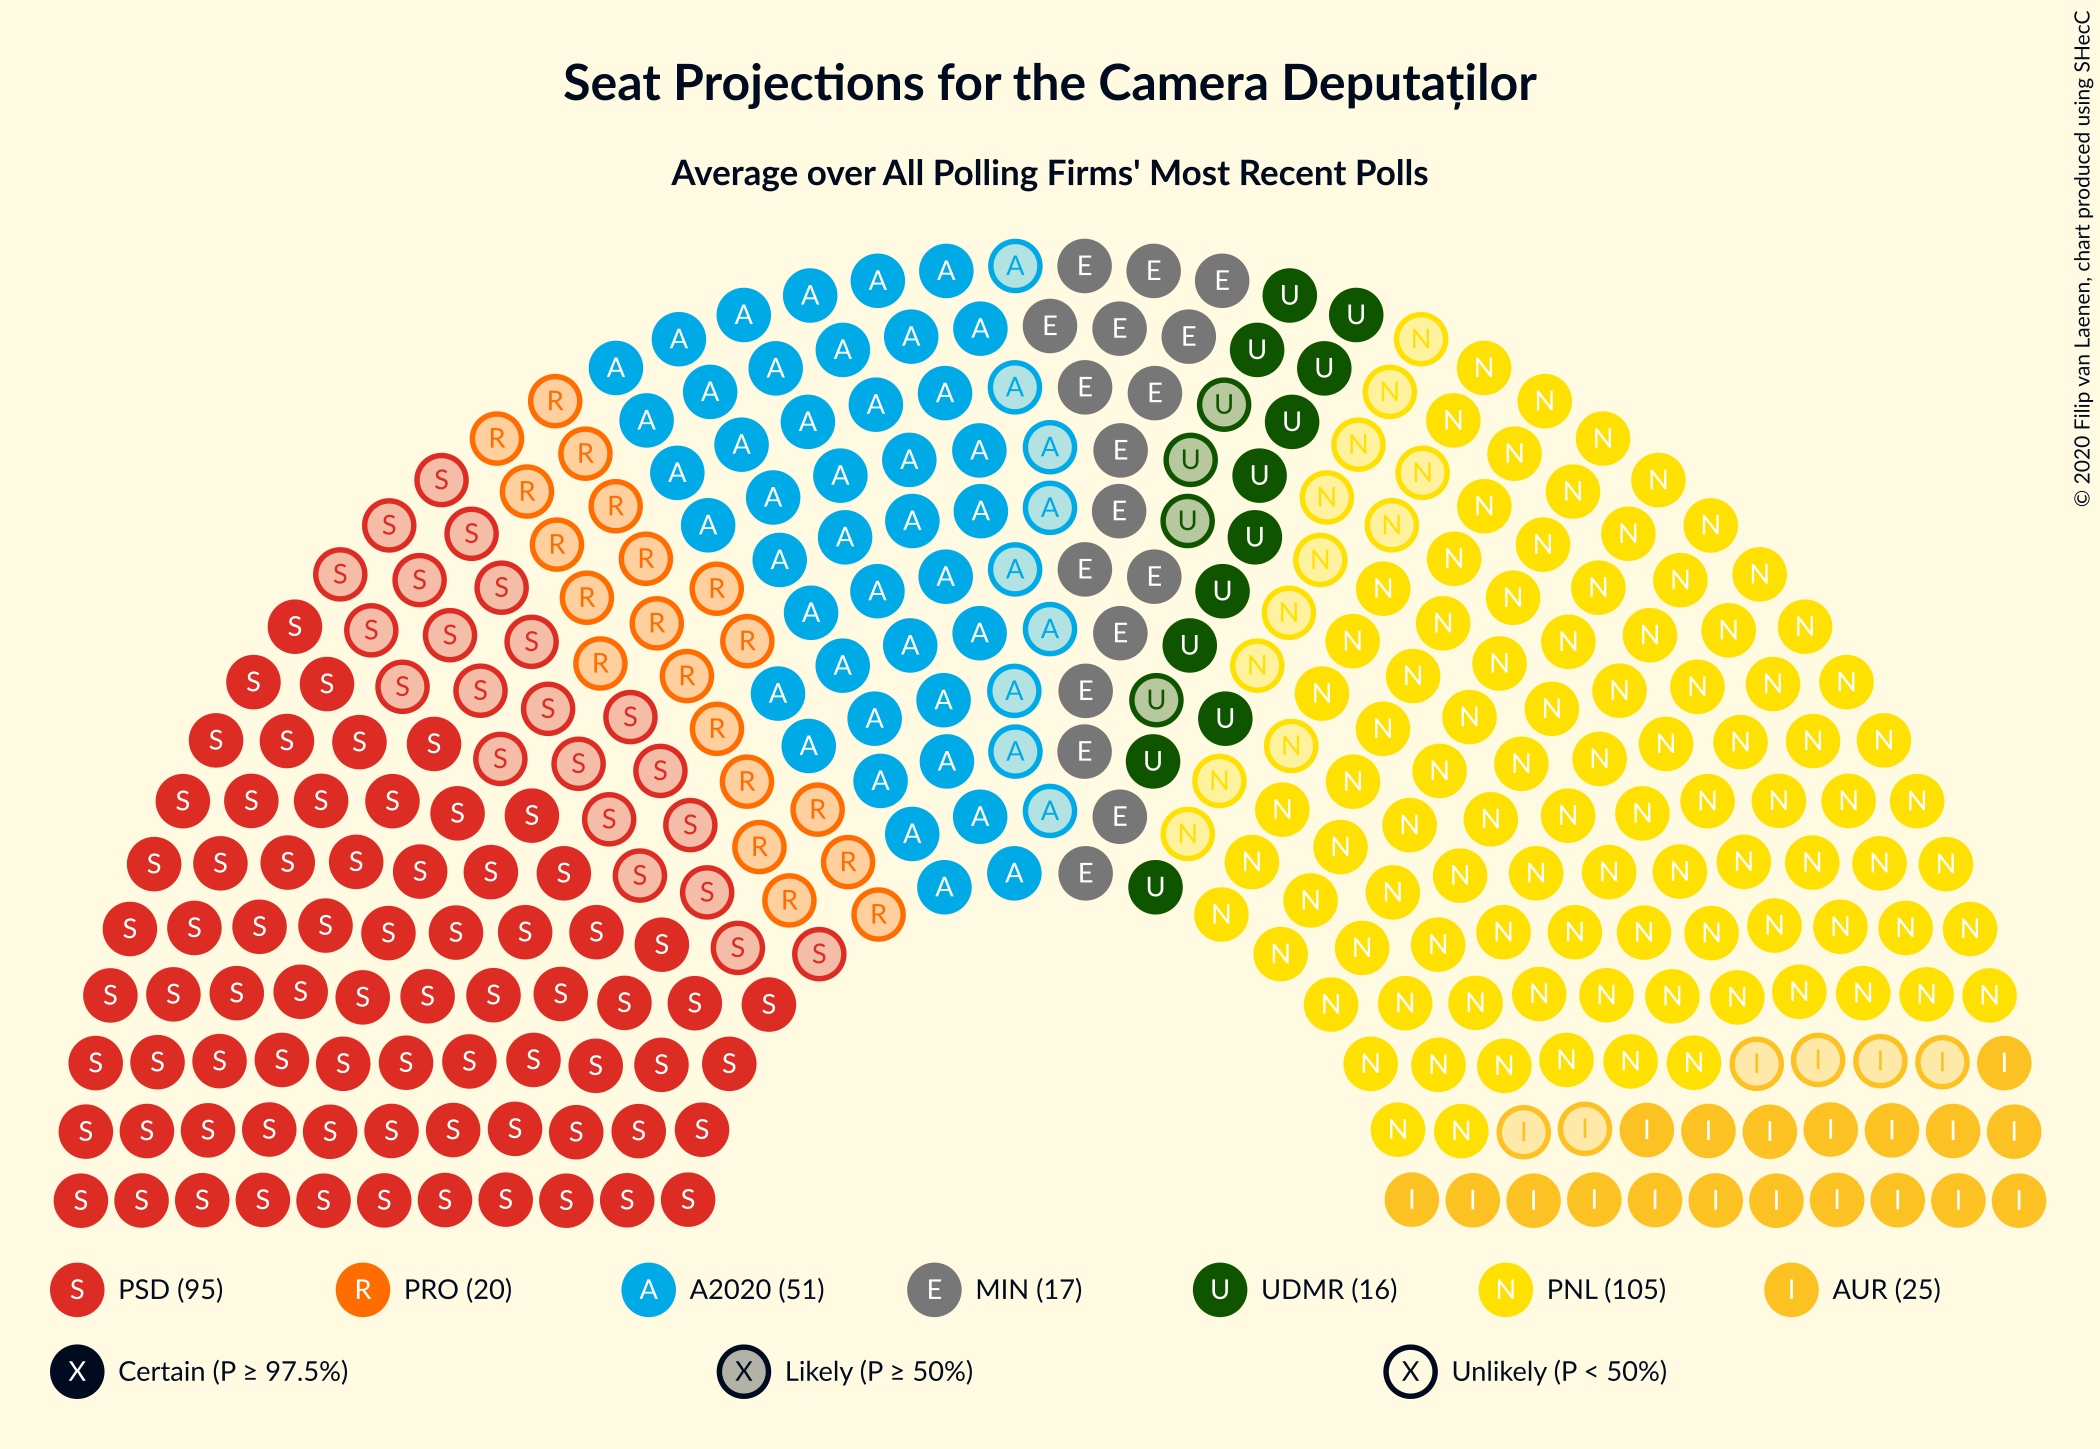 Seat Projections for the Camera Deputaților
Average over All Polling Firms' Most Recent Polls
© 2020 Filip van Laenen, chart produced using SHecC
S PSD (95) R PRO (20) A A2020 (51) E MIN (17) U UDMR (16) N PNL (105) I AUR (25)
X Certain (P ≥ 97.5%) X Likely (P ≥ 50%) X Unlikely (P < 50%)